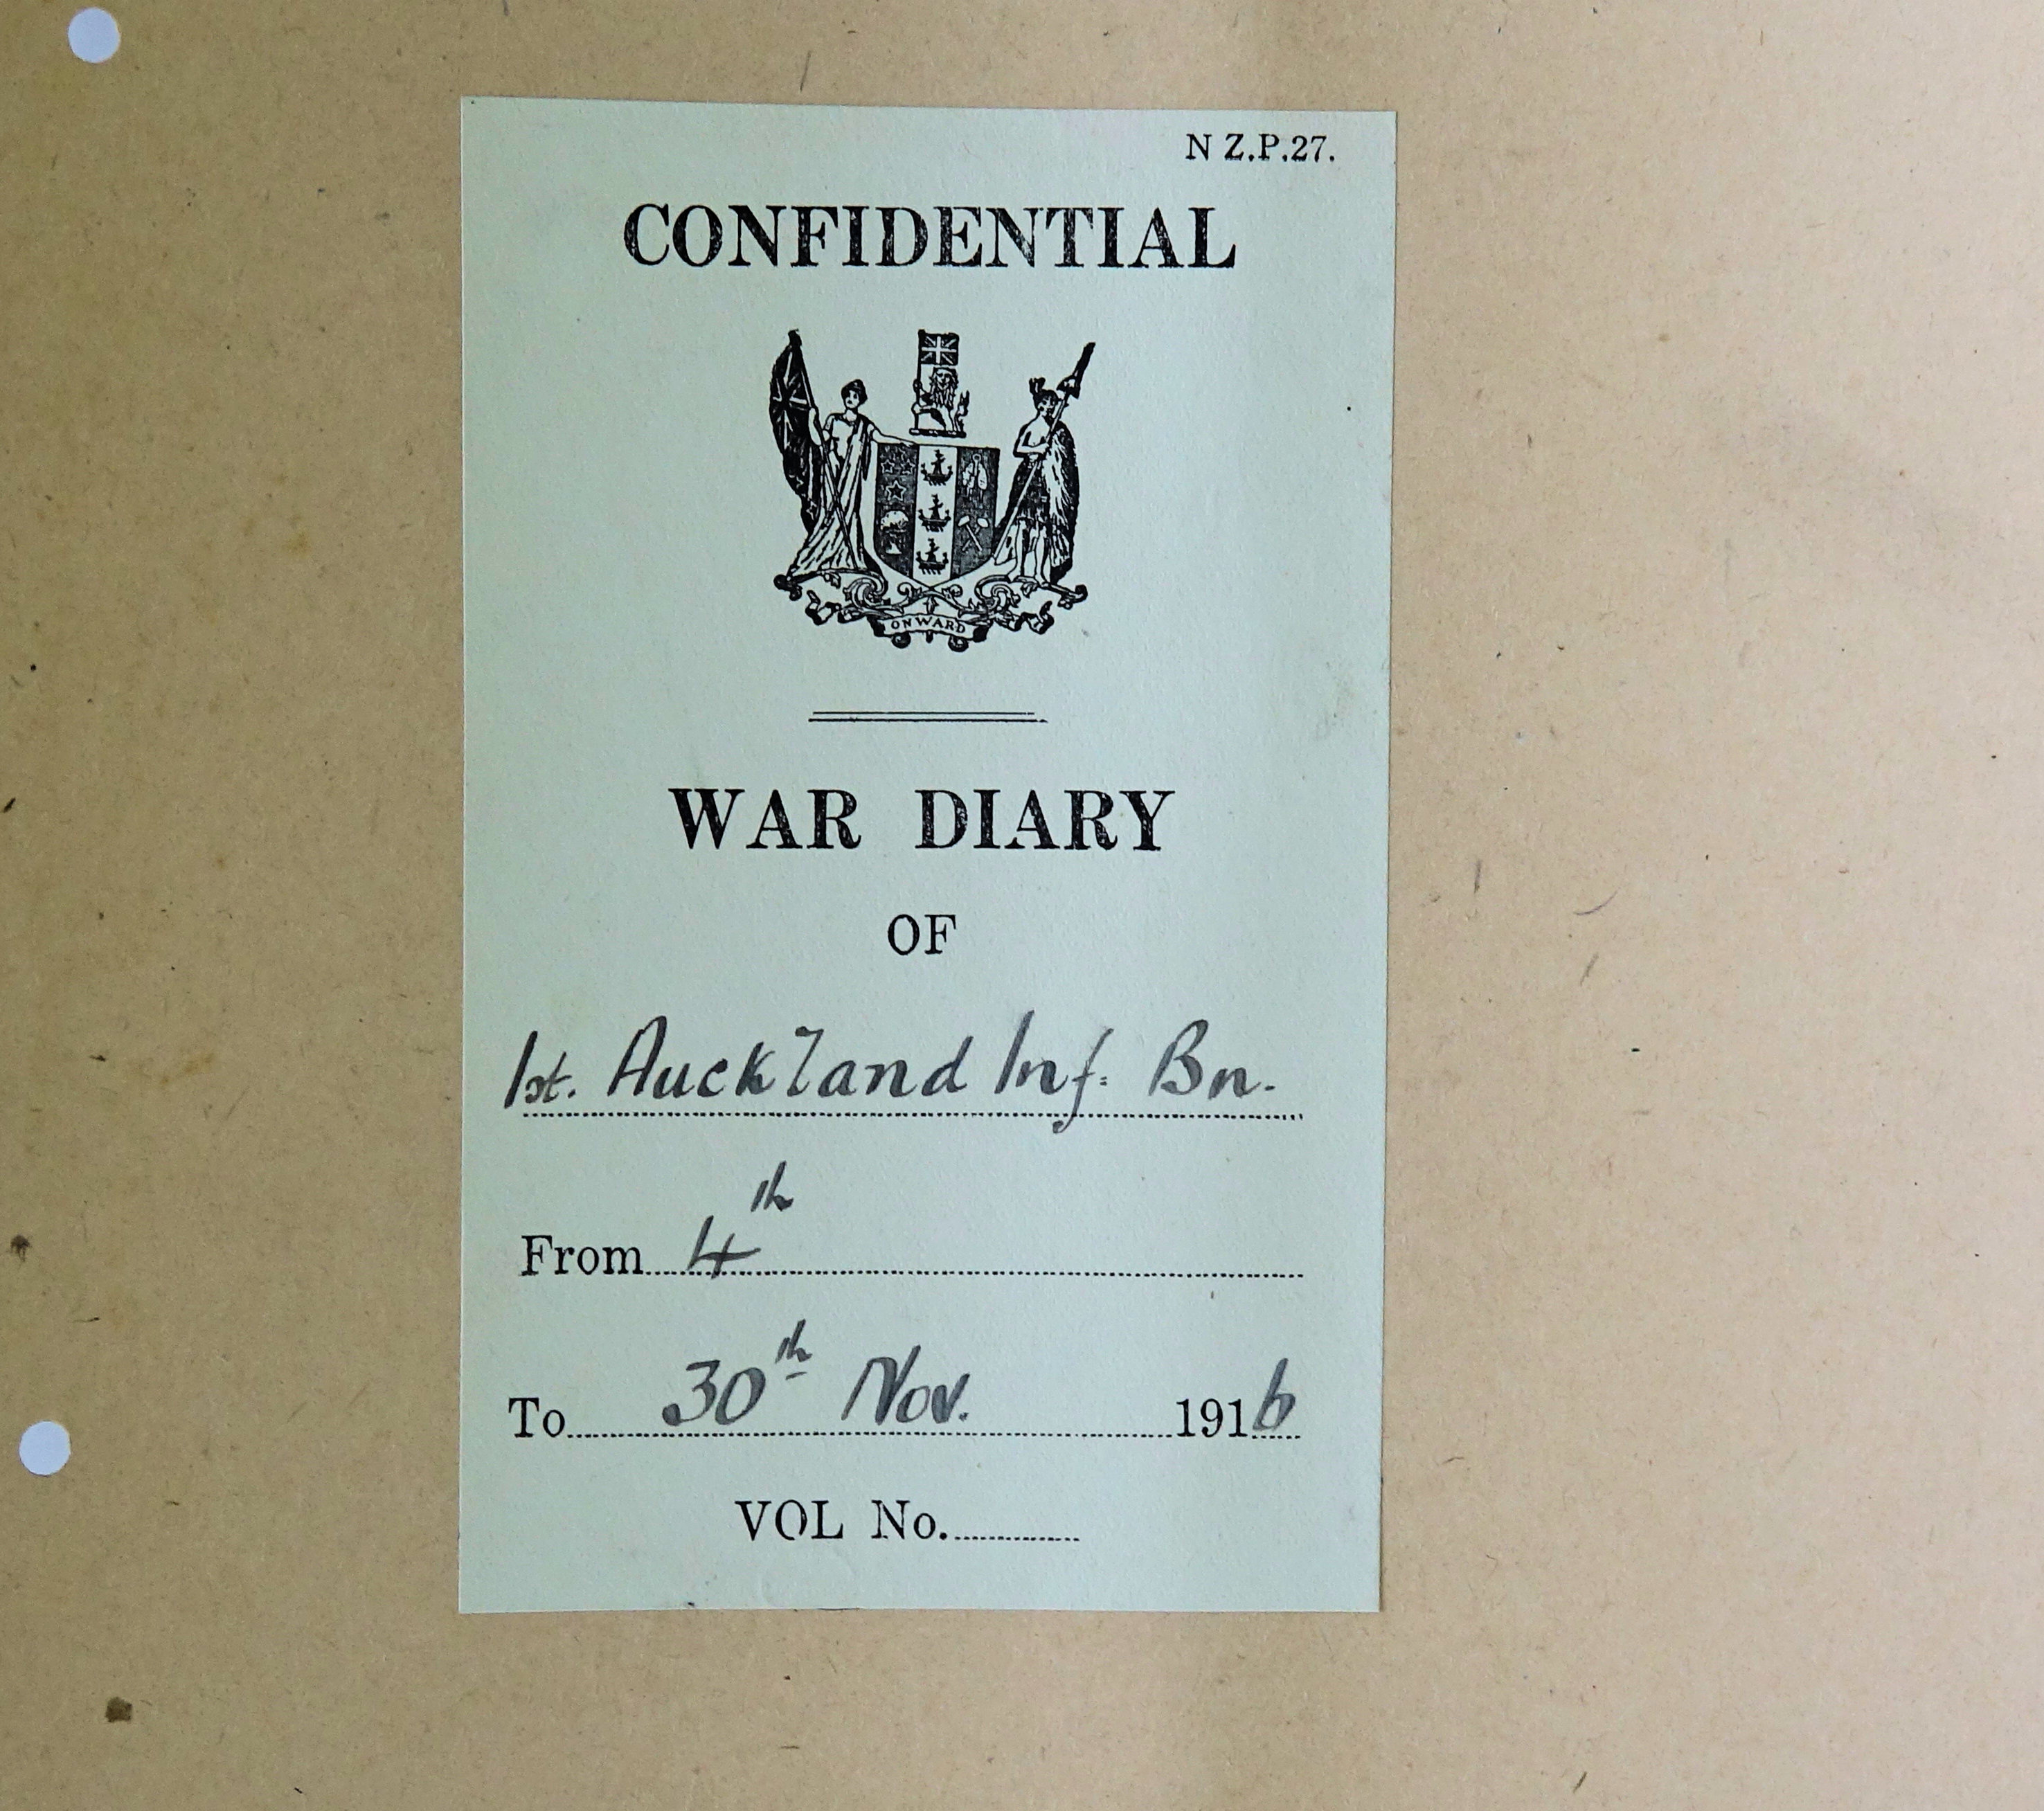 N Z.P.27.
CONFIDENTIAL
ONWARD
WAR DIARY
OF
1st. Auckland Inf. Bn.
From 4th
To 30th Nov. 1916
VOL No.